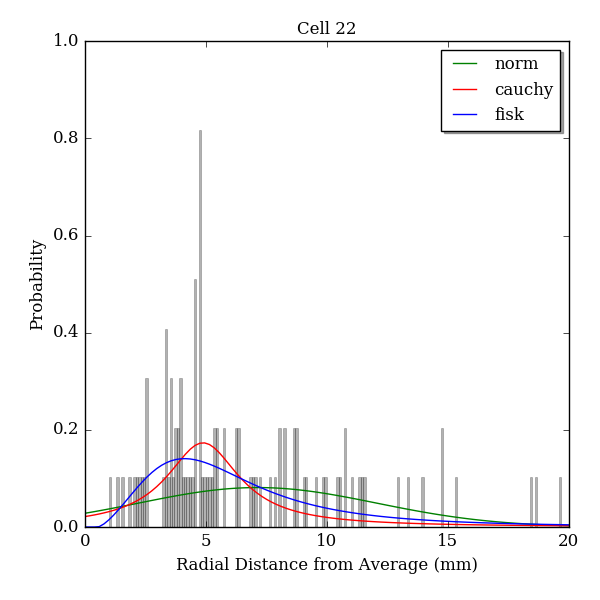 Cell 22
1.0
norm
cauchy
fisk
0.8
0.6
0.4
0.2
0.0
Probability
0 5 10 15 20
Radial Distance from Average (mm)